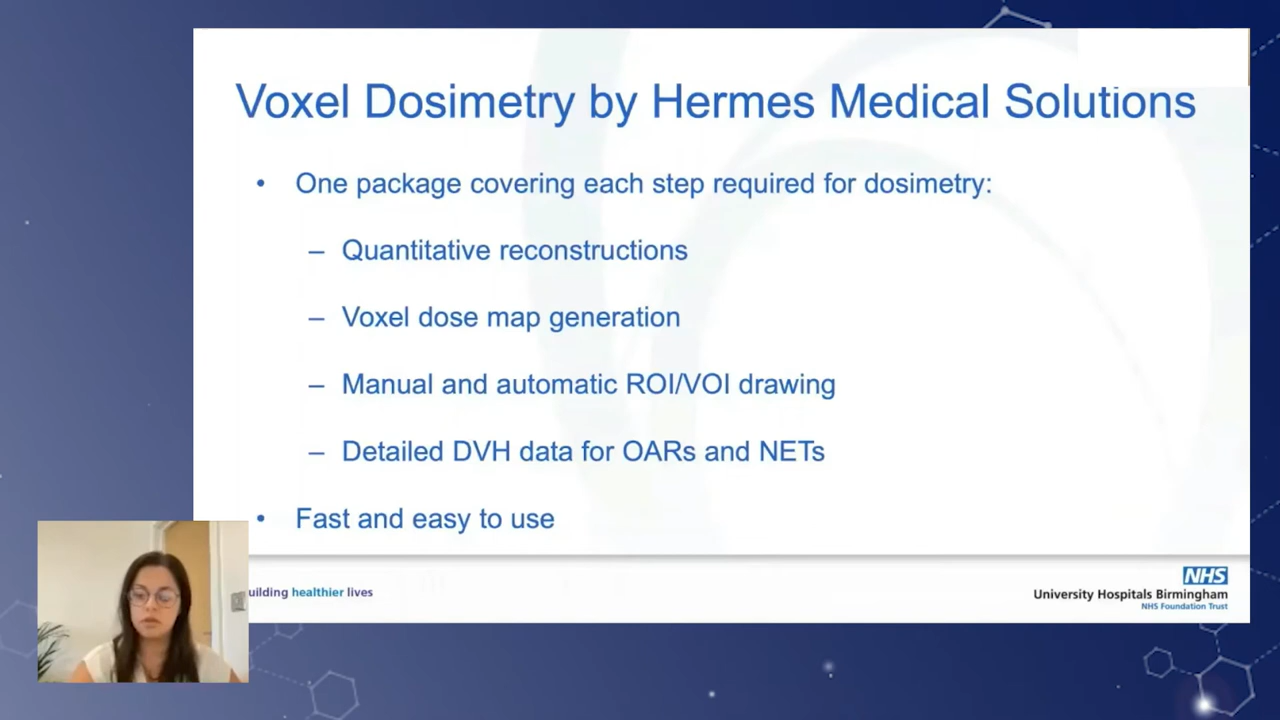 Voxel Dosimetry by Hermes Medical Solutions
• One package covering each step required for dosimetry:
– Quantitative reconstructions
– Voxel dose map generation
– Manual and automatic ROI/VOI drawing
– Detailed DVH data for OARs and NETs
• Fast and easy to use
uilding healthier lives
NHS
University Hospitals Birmingham
NHS Foundation Trust